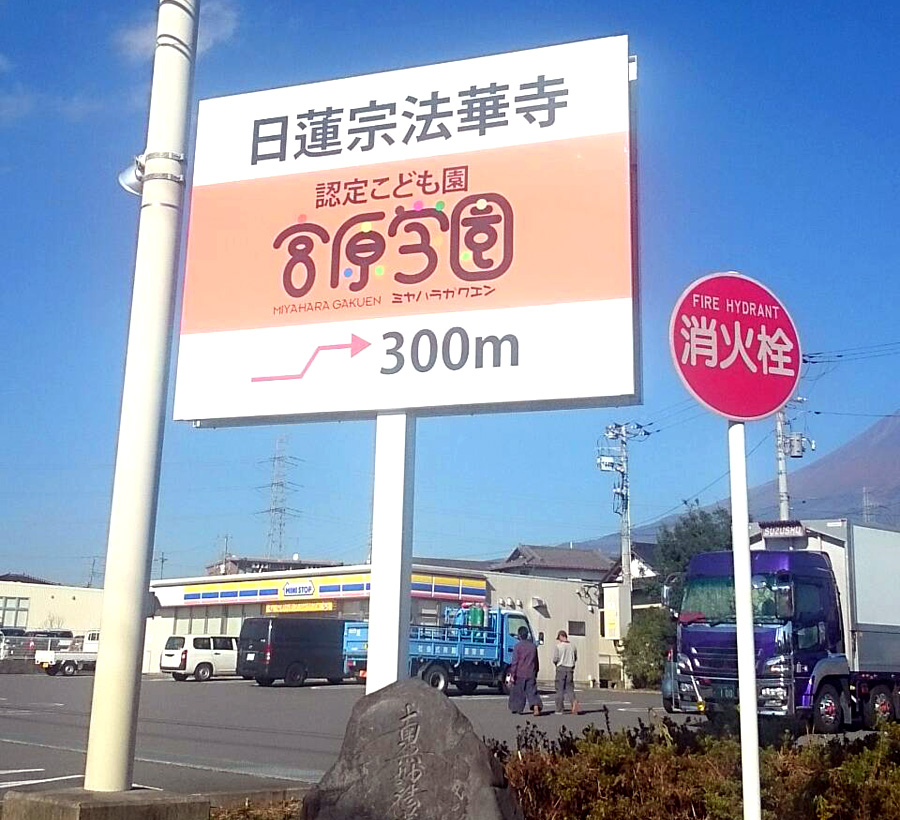 日蓮宗法華寺
認定こども園
宮原学園
MIYAHARA GAKUEN ミヤハラガクエン
300m
FIRE HYDRANT
消火栓
MINI STOP
SUZUSHU